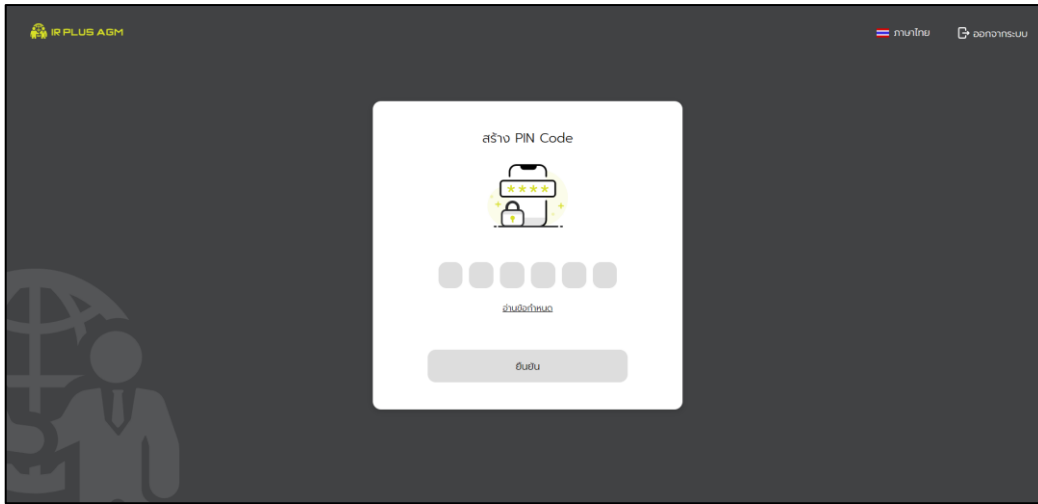 IR PLUS AGM
ภาษาไทย
ออกจากระบบ
สร้าง PIN Code
****
อ่านข้อกำหนด
ยืนยัน